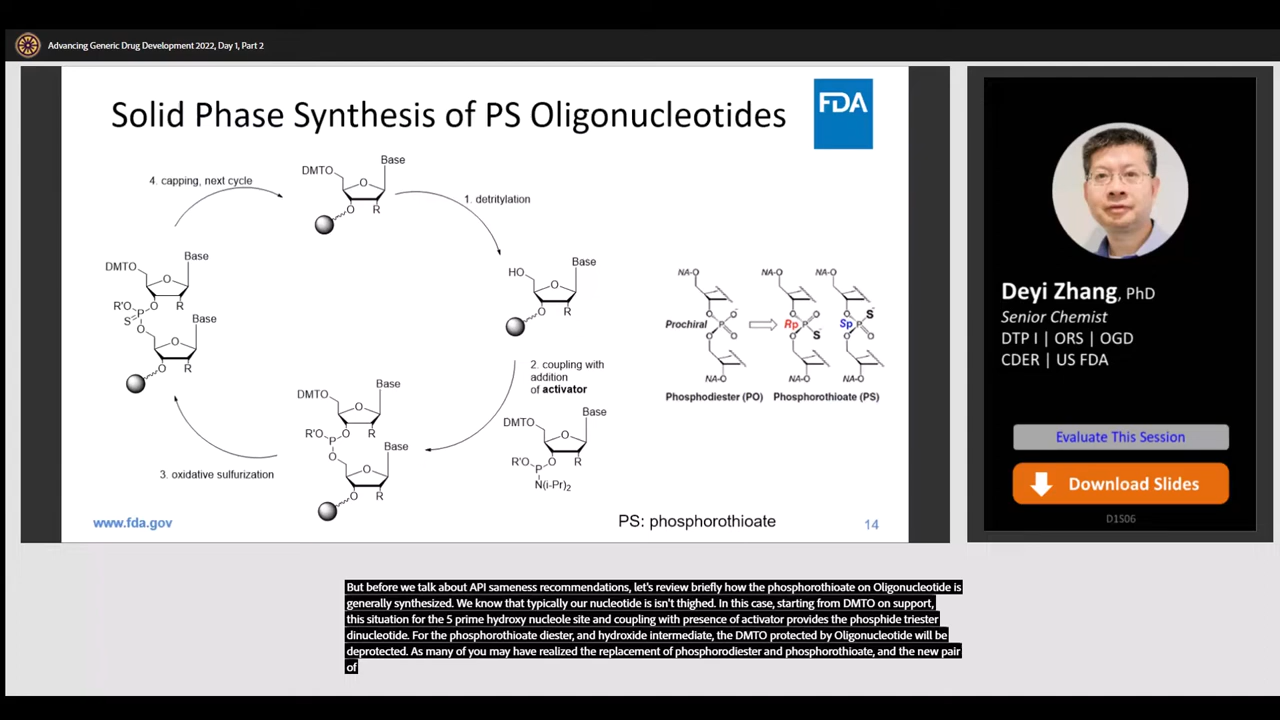 Advancing Generic Drug Development 2022, Day 1, Part 2
Solid Phase Synthesis of PS Oligonucleotides
FDA
4. capping, next cycle
DMTO
Base
O
O
R
1. detritylation
HO
Base
O
O
R
2. coupling with
addition
of activator
DMTO
Base
O
R'O
O
R
P
N(i-Pr)2
DMTO
Base
O
R'O
O
R
P
O
Base
O
O
R
3. oxidative sulfurization
DMTO
Base
O
R'O
O
R
P
S
O
Base
O
O
R
NA-O
NA-O
NA-O
Prochiral
O
O-
P
O
O
Rp
O
O
P
O
S-
Sp
O
S-
P
O
O
NA-O
NA-O
NA-O
Phosphodiester (PO)
Phosphorothioate (PS)
www.fda.gov
PS: phosphorothioate
14
Deyi Zhang, PhD
Senior Chemist
DTP I | ORS | OGD
CDER | US FDA
Evaluate This Session
Download Slides
D1S06
But before we talk about API sameness recommendations, let's review briefly how the phosphorothioate on Oligonucleotide is
generally synthesized. We know that typically our nucleotide is isn't thighed. In this case, starting from DMTO on support,
this situation for the 5 prime hydroxy nucleole site and coupling with presence of activator provides the phosphide triester
dinucleotide. For the phosphorothioate diester, and hydroxide intermediate, the DMTO protected by Oligonucleotide will be
deprotected. As many of you may have realized the replacement of phosphorodiester and phosphorothioate, and the new pair
of